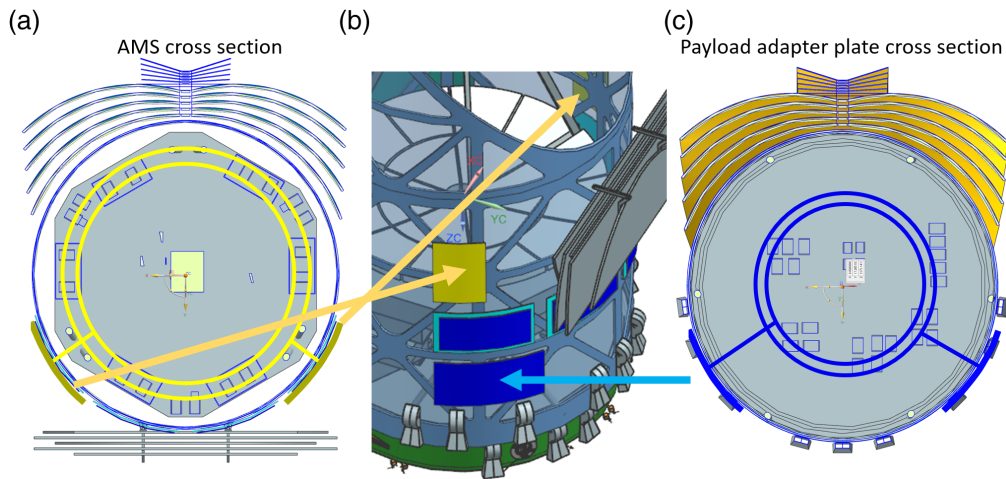 (a)
AMS cross section
(b)
(c)
Payload adapter plate cross section
XC
YC
ZC